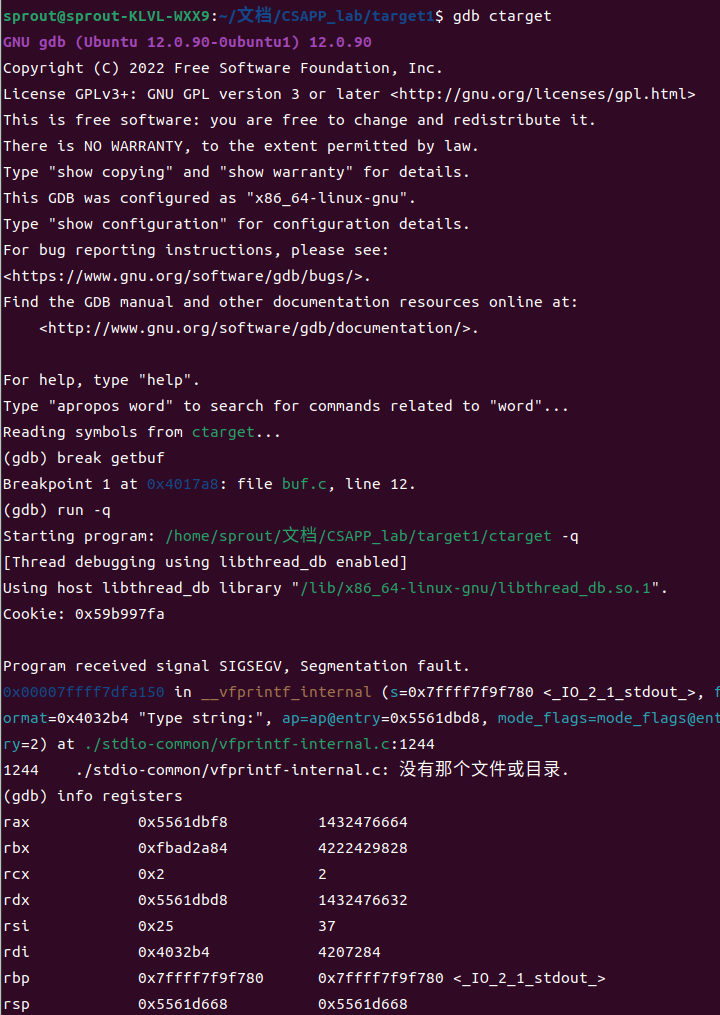 sprout@sprout-KLVL-WXX9:~/文档/CSAPP_lab/target1$ gdb ctarget
GNU gdb (Ubuntu 12.0.90-0ubuntu1) 12.0.90
Copyright (C) 2022 Free Software Foundation, Inc.
License GPLv3+: GNU GPL version 3 or later <http://gnu.org/licenses/gpl.html>
This is free software: you are free to change and redistribute it.
There is NO WARRANTY, to the extent permitted by law.
Type "show copying" and "show warranty" for details.
This GDB was configured as "x86_64-linux-gnu".
Type "show configuration" for configuration details.
For bug reporting instructions, please see:
<https://www.gnu.org/software/gdb/bugs/>.
Find the GDB manual and other documentation resources online at:
    <http://www.gnu.org/software/gdb/documentation/>.

For help, type "help".
Type "apropos word" to search for commands related to "word"...
Reading symbols from ctarget...
(gdb) break getbuf
Breakpoint 1 at 0x4017a8: file buf.c, line 12.
(gdb) run -q
Starting program: /home/sprout/文档/CSAPP_lab/target1/ctarget -q
[Thread debugging using libthread_db enabled]
Using host libthread_db library "/lib/x86_64-linux-gnu/libthread_db.so.1".
Cookie: 0x59b997fa

Program received signal SIGSEGV, Segmentation fault.
0x00007ffff7dfa150 in __vfprintf_internal (s=0x7ffff7f9f780 <_IO_2_1_stdout_>, f
ormat=0x4032b4 "Type string:", ap=ap@entry=0x5561dbd8, mode_flags=mode_flags@ent
ry=2) at ./stdio-common/vfprintf-internal.c:1244
1244    ./stdio-common/vfprintf-internal.c: 没有那个文件或目录.
(gdb) info registers
rax            0x5561dbf8          1432476664
rbx            0xfbad2a84          4222429828
rcx            0x2                 2
rdx            0x5561dbd8          1432476632
rsi            0x25                37
rdi            0x4032b4            4207284
rbp            0x7ffff7f9f780      0x7ffff7f9f780 <_IO_2_1_stdout_>
rsp            0x5561d668          0x5561d668